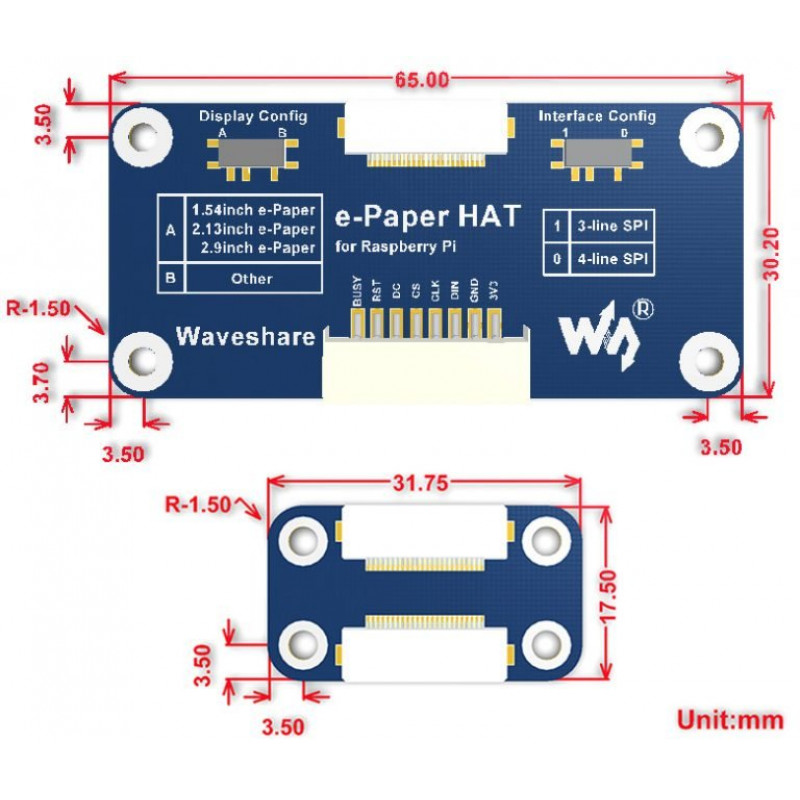 65.00
3.50
Display Config
A B
Interface Config
1 0
A
1.54inch e-Paper
2.13inch e-Paper
2.9inch e-Paper
B Other
e-Paper HAT
for Raspberry Pi
1 3-line SPI
0 4-line SPI
30.20
BUSY
RST
DC
CS
CLK
DIN
GND
3V3
R-1.50
Waveshare
®
3.70
3.50
3.50
31.75
R-1.50
17.50
3.50
3.50
Unit:mm